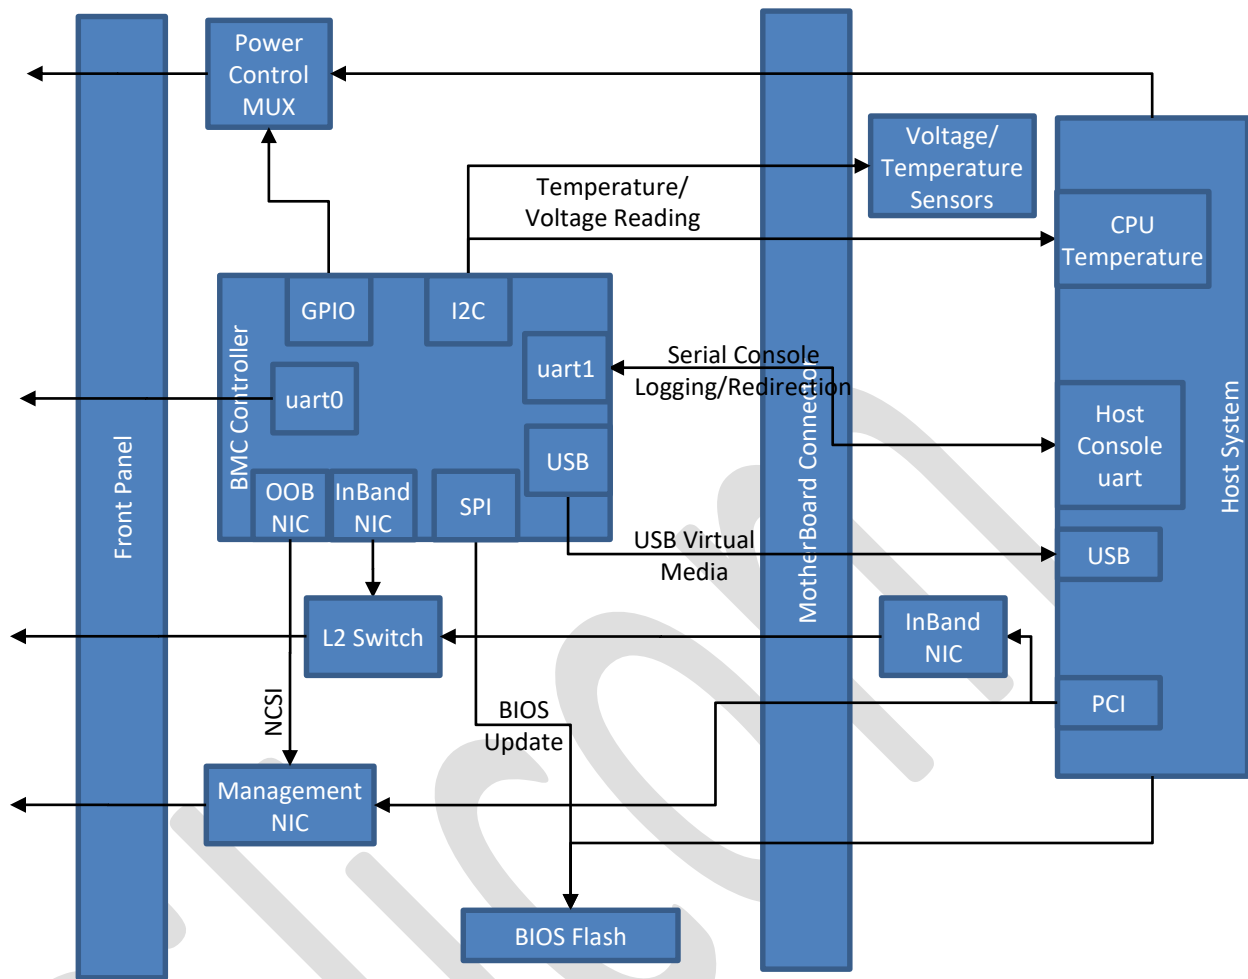 Power
Control
MUX
Voltage/
Temperature
Sensors
Temperature/
Voltage Reading
CPU
Temperature
GPIO
I2C
BMC Controller
uart1
Serial Console
Logging/Redirection
uart0
Host
Console
uart
Host System
Front Panel
MotherBoard Connector
USB
OOB
NIC
InBand
NIC
SPI
USB Virtual
Media
USB
L2 Switch
InBand
NIC
NCSI
BIOS
Update
PCI
Management
NIC
BIOS Flash